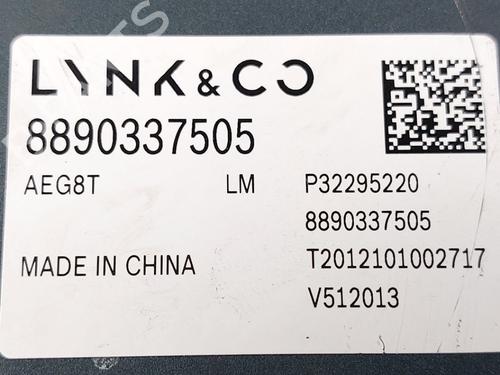 LYNK & CO
8890337505
AEG8T LM P32295220
8890337505
MADE IN CHINA T2012101002717
V512013